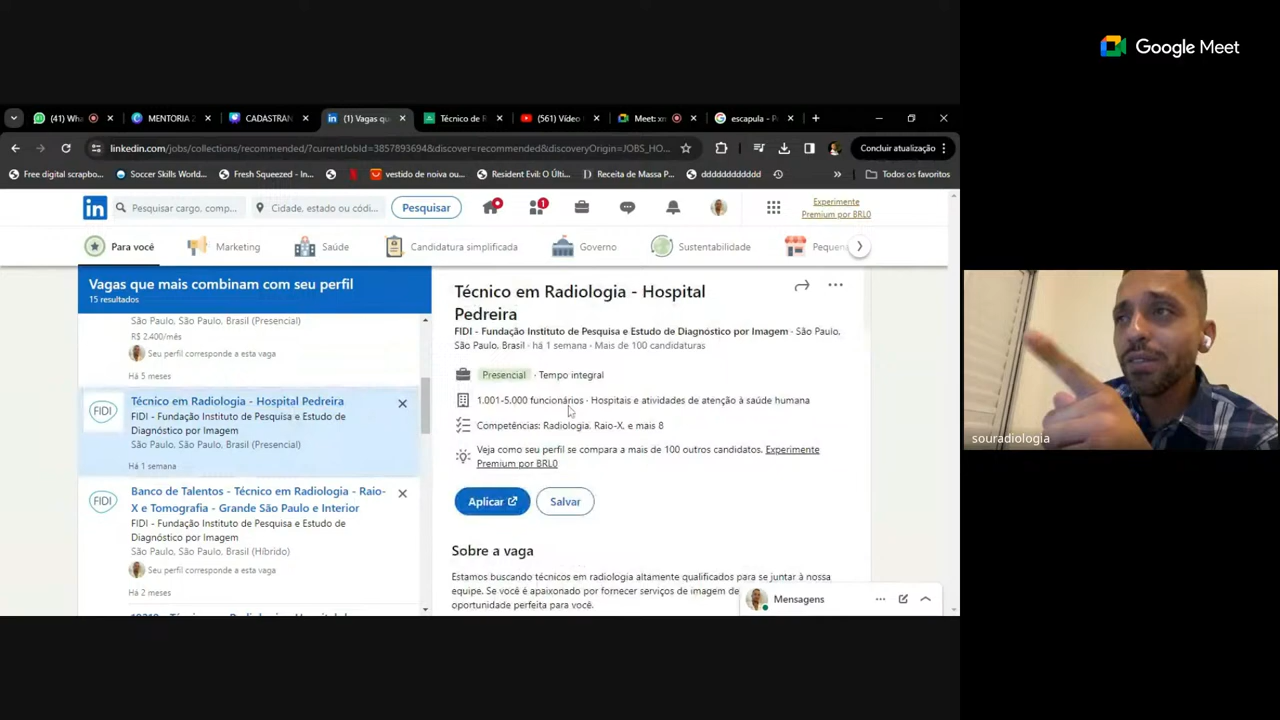 Google Meet
(41) Wha
MENTORIA 2
CADASTRAN
(1) Vagas qu
Técnico de R
(561) Vídeo
Meet: xm
escapula - P
linkedin.com/jobs/collections/recommended/?currentJobId=3857893694&discover=recommended&discoveryOrigin=JOBS_HO...
Concluir atualização
Free digital scrapbo...
Soccer Skills World...
Fresh Squeezed - In...
vestido de noiva ou...
Resident Evil: O Últi...
Receita de Massa P...
dddddddddddd
Todos os favoritos
in
Pesquisar cargo, comp...
Cidade, estado ou códi...
Pesquisar
1
Experimente
Premium por BRL0
Para você
Marketing
Saúde
Candidatura simplificada
Governo
Sustentabilidade
Pequena
Vagas que mais combinam com seu perfil
15 resultados
São Paulo, São Paulo, Brasil (Presencial)
R$ 2.400/mês
Seu perfil corresponde a esta vaga
Há 5 meses
FIDI
Técnico em Radiologia - Hospital Pedreira
FIDI - Fundação Instituto de Pesquisa e Estudo de
Diagnóstico por Imagem
São Paulo, São Paulo, Brasil (Presencial)
Há 1 semana
FIDI
Banco de Talentos - Técnico em Radiologia - Raio-
X e Tomografia - Grande São Paulo e Interior
FIDI - Fundação Instituto de Pesquisa e Estudo de
Diagnóstico por Imagem
São Paulo, São Paulo, Brasil (Híbrido)
Seu perfil corresponde a esta vaga
Há 2 meses
Técnico em Radiologia - Hospital
Pedreira
FIDI - Fundação Instituto de Pesquisa e Estudo de Diagnóstico por Imagem · São Paulo,
São Paulo, Brasil · há 1 semana · Mais de 100 candidaturas
Presencial · Tempo integral
1.001-5.000 funcionários · Hospitais e atividades de atenção à saúde humana
Competências: Radiologia, Raio-X, e mais 8
Veja como seu perfil se compara a mais de 100 outros candidatos. Experimente
Premium por BRL0
Aplicar
Salvar
Sobre a vaga
Estamos buscando técnicos em radiologia altamente qualificados para se juntar à nossa
equipe. Se você é apaixonado por fornecer serviços de imagem de
oportunidade perfeita para você.
Mensagens
souradiologia